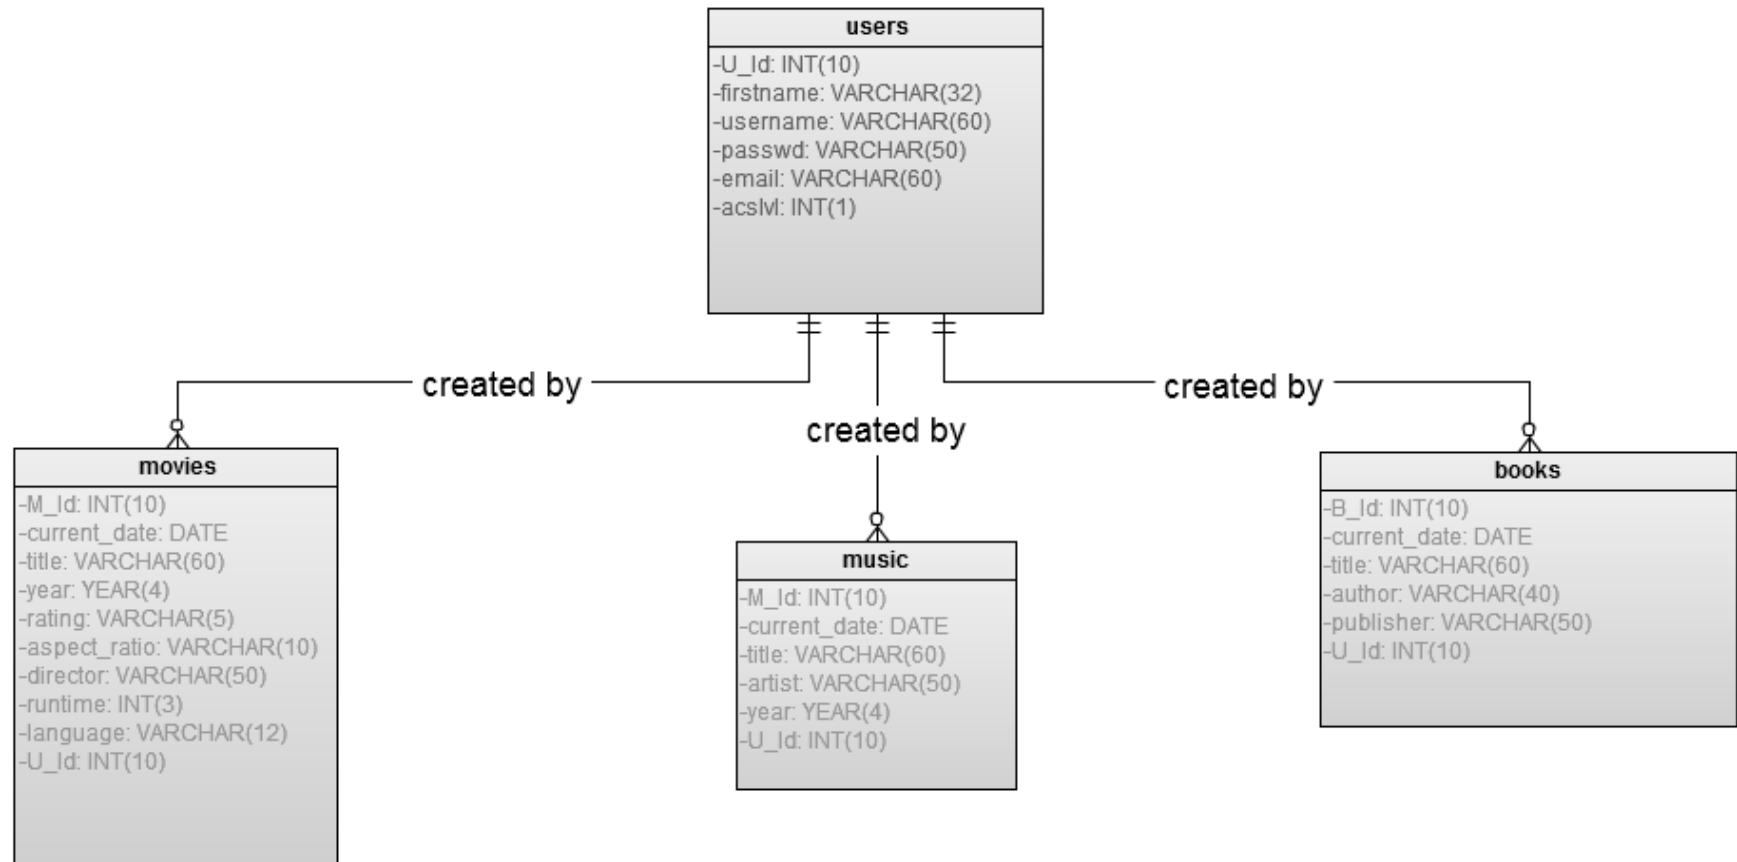 users
-U_Id: INT(10)
-firstname: VARCHAR(32)
-username: VARCHAR(60)
-passwd: VARCHAR(50)
-email: VARCHAR(60)
-acslvl: INT(1)
created by
created by
created by
movies
-M_Id: INT(10)
-current_date: DATE
-title: VARCHAR(60)
-year: YEAR(4)
-rating: VARCHAR(5)
-aspect_ratio: VARCHAR(10)
-director: VARCHAR(50)
-runtime: INT(3)
-language: VARCHAR(12)
-U_Id: INT(10)
music
-M_Id: INT(10)
-current_date: DATE
-title: VARCHAR(60)
-artist: VARCHAR(50)
-year: YEAR(4)
-U_Id: INT(10)
books
-B_Id: INT(10)
-current_date: DATE
-title: VARCHAR(60)
-author: VARCHAR(40)
-publisher: VARCHAR(50)
-U_Id: INT(10)